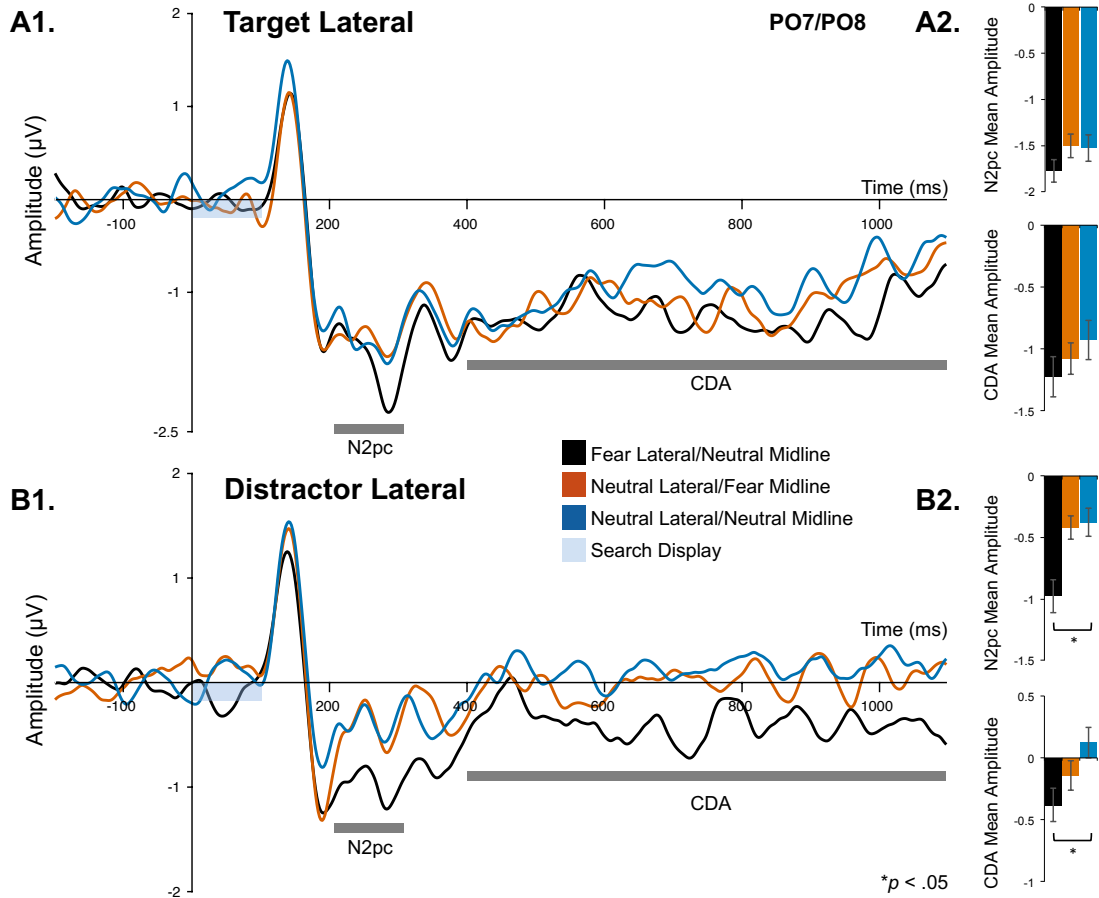 A1.
Target Lateral
PO7/PO8
Amplitude (µV)
2
1
-1
-2.5
Time (ms)
-100
200
400
600
800
1000
N2pc
CDA
A2.
N2pc Mean Amplitude
0
-0.5
-1
-1.5
-2
CDA Mean Amplitude
0
-0.5
-1
-1.5
Fear Lateral/Neutral Midline
Neutral Lateral/Fear Midline
Neutral Lateral/Neutral Midline
Search Display
B1.
Distractor Lateral
Amplitude (µV)
2
1
-1
-2
Time (ms)
-100
200
400
600
800
1000
N2pc
CDA
*p < .05
B2.
N2pc Mean Amplitude
0
-0.5
-1
-1.5
*
CDA Mean Amplitude
0.5
0
-0.5
-1
*